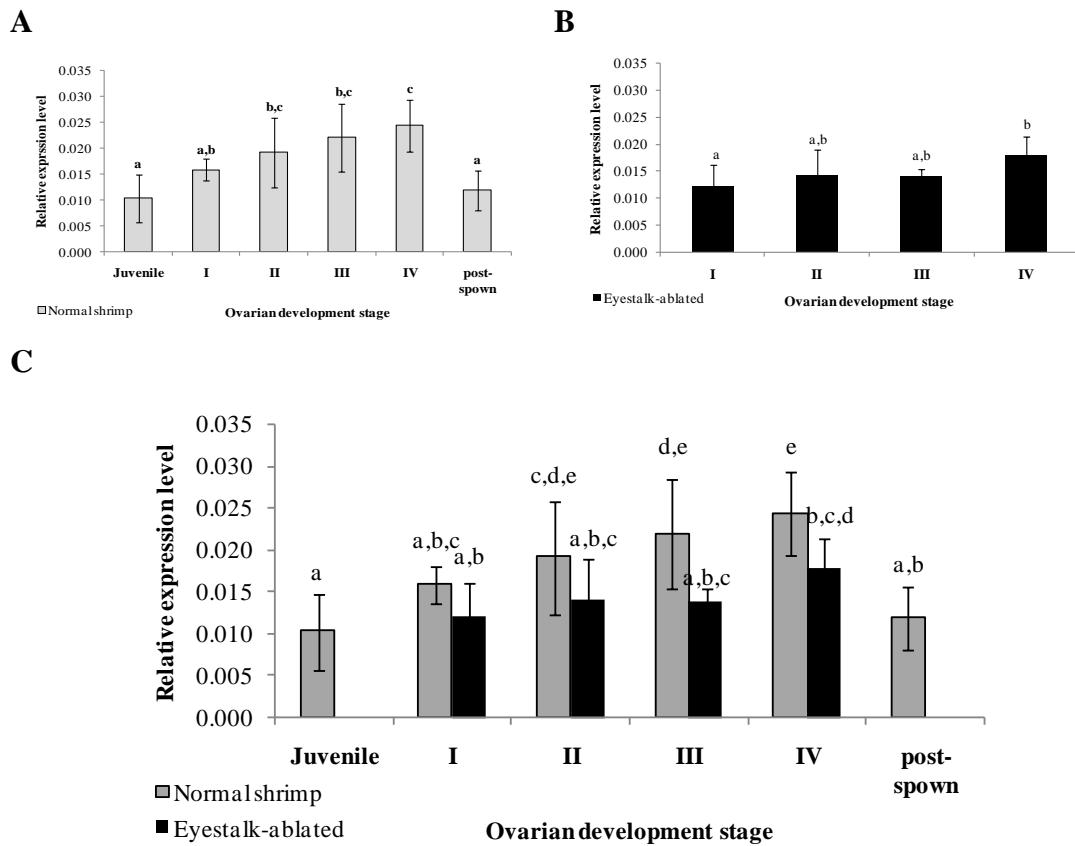 A
Relative exprssion level
0.035
0.030
0.025
0.020
0.015
0.010
0.005
0.000
a
a,b
b,c
b,c
c
a
Juvenile I II III IV post-
spown
Normal shrimp
Ovarian development stage
B
Relative expression level
0.035
0.030
0.025
0.020
0.015
0.010
0.005
0.000
a
a,b
a,b
b
I II III IV
Eyestalk-ablated
Ovarian development stage
C
Relative expression level
0.035
0.030
0.025
0.020
0.015
0.010
0.005
0.000
a
a,b,c
a,b
c,d,e
a,b,c
d,e
a,b,c
e
b,c,d
a,b
Juvenile I II III IV post-
spown
Normal shrimp
Eyestalk-ablated
Ovarian development stage